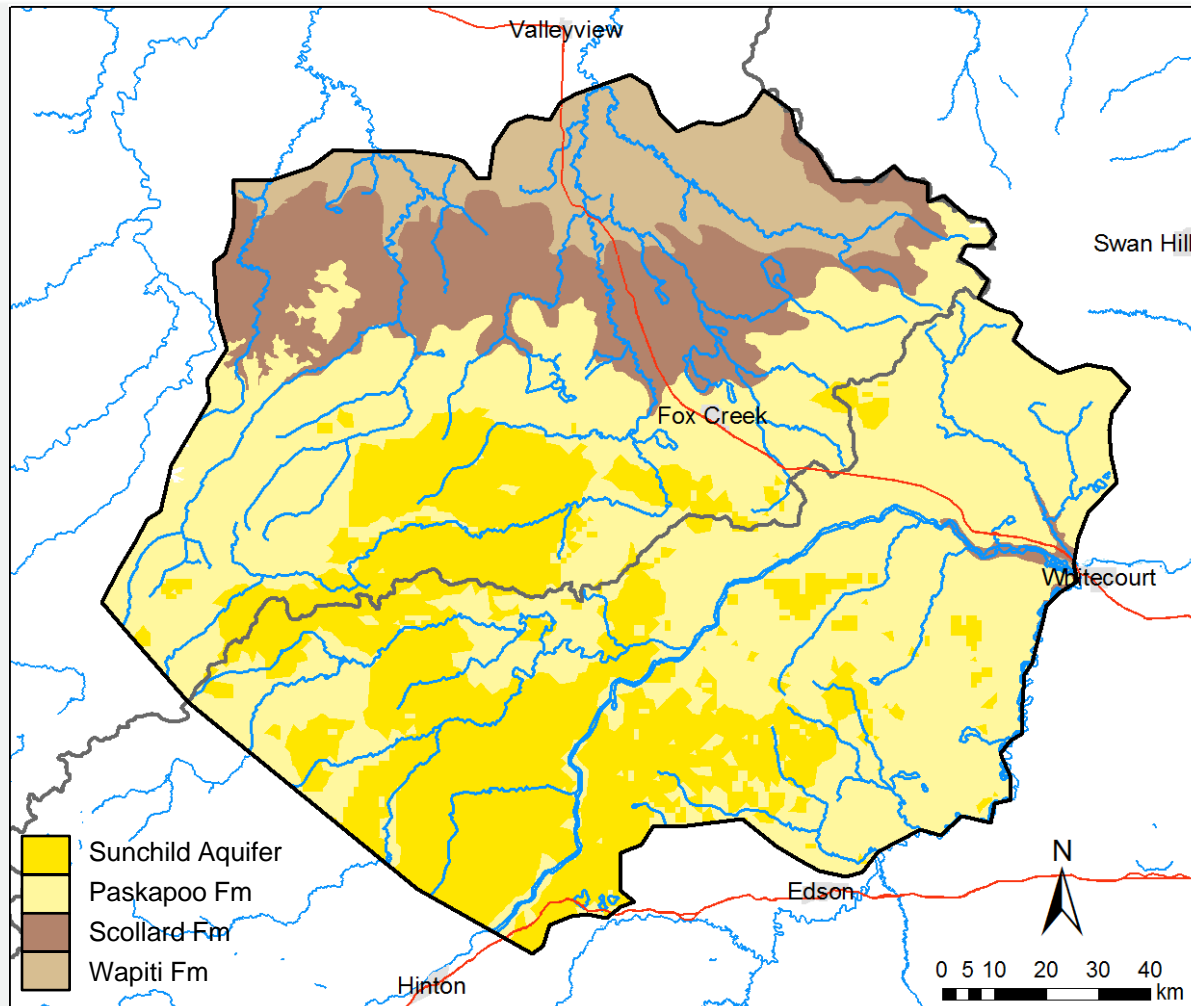 Valleyview
Swan Hill
Fox Creek
Whitecourt
Sunchild Aquifer
Paskapoo Fm
Scollard Fm
Wapiti Fm
Edson
Hinton
N
0 5 10 20 30 40
km